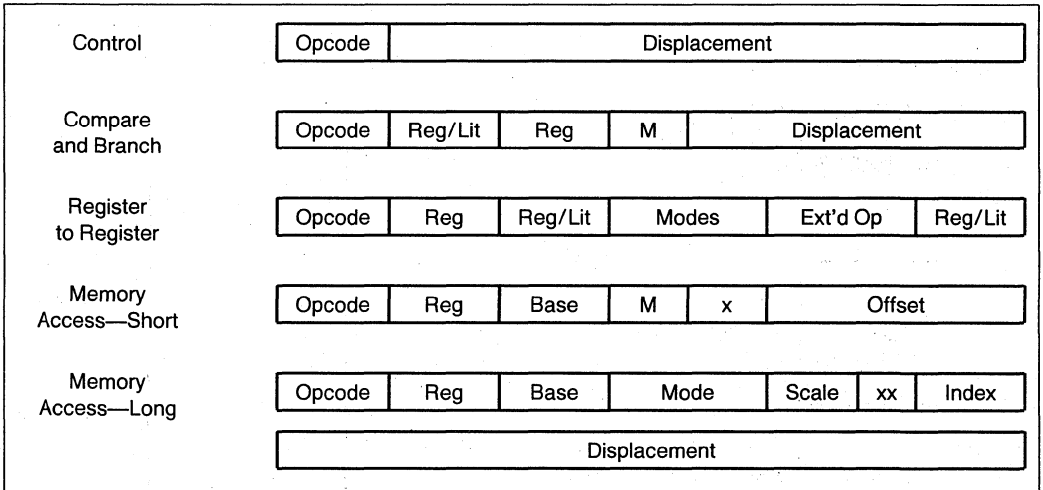 Control Opcode Displacement
Compare
and Branch Opcode Reg/Lit Reg M Displacement
Register
to Register Opcode Reg Reg/Lit Modes Ext'd Op Reg/Lit
Memory
Access—Short Opcode Reg Base M x Offset
Memory
Access—Long Opcode Reg Base Mode Scale xx Index
Displacement